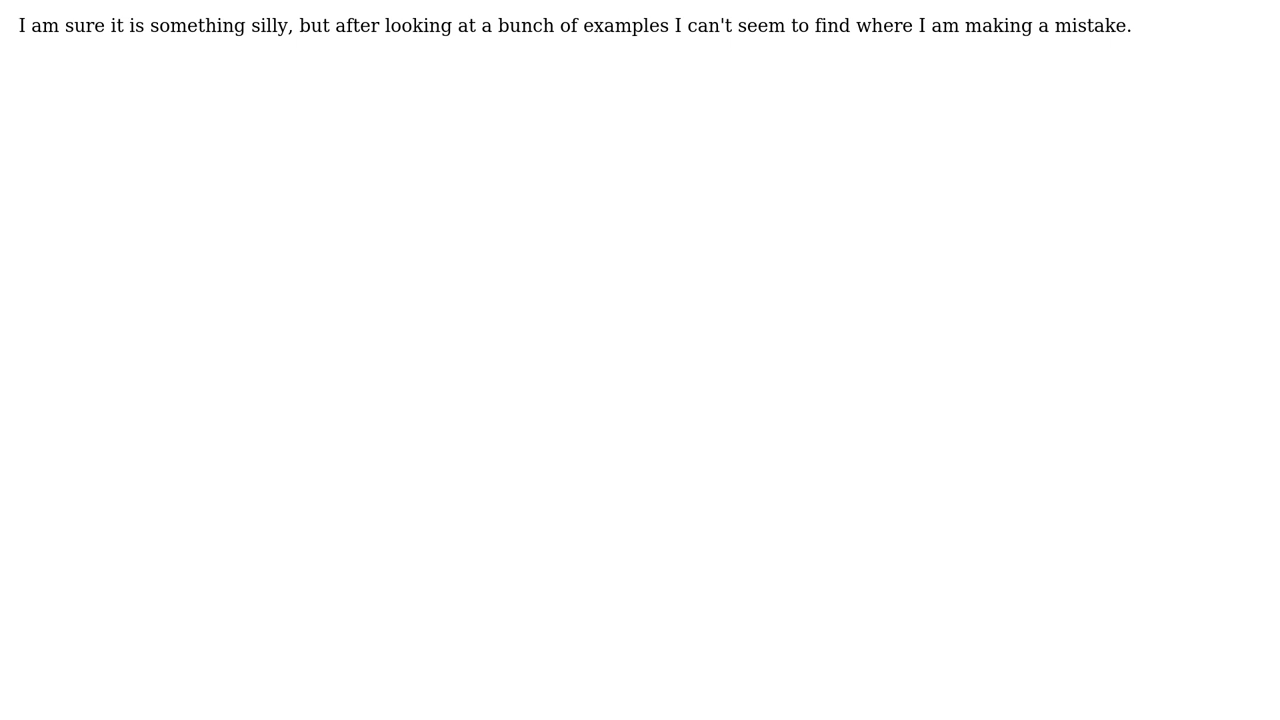 I am sure it is something silly, but after looking at a bunch of examples I can't seem to find where I am making a mistake.